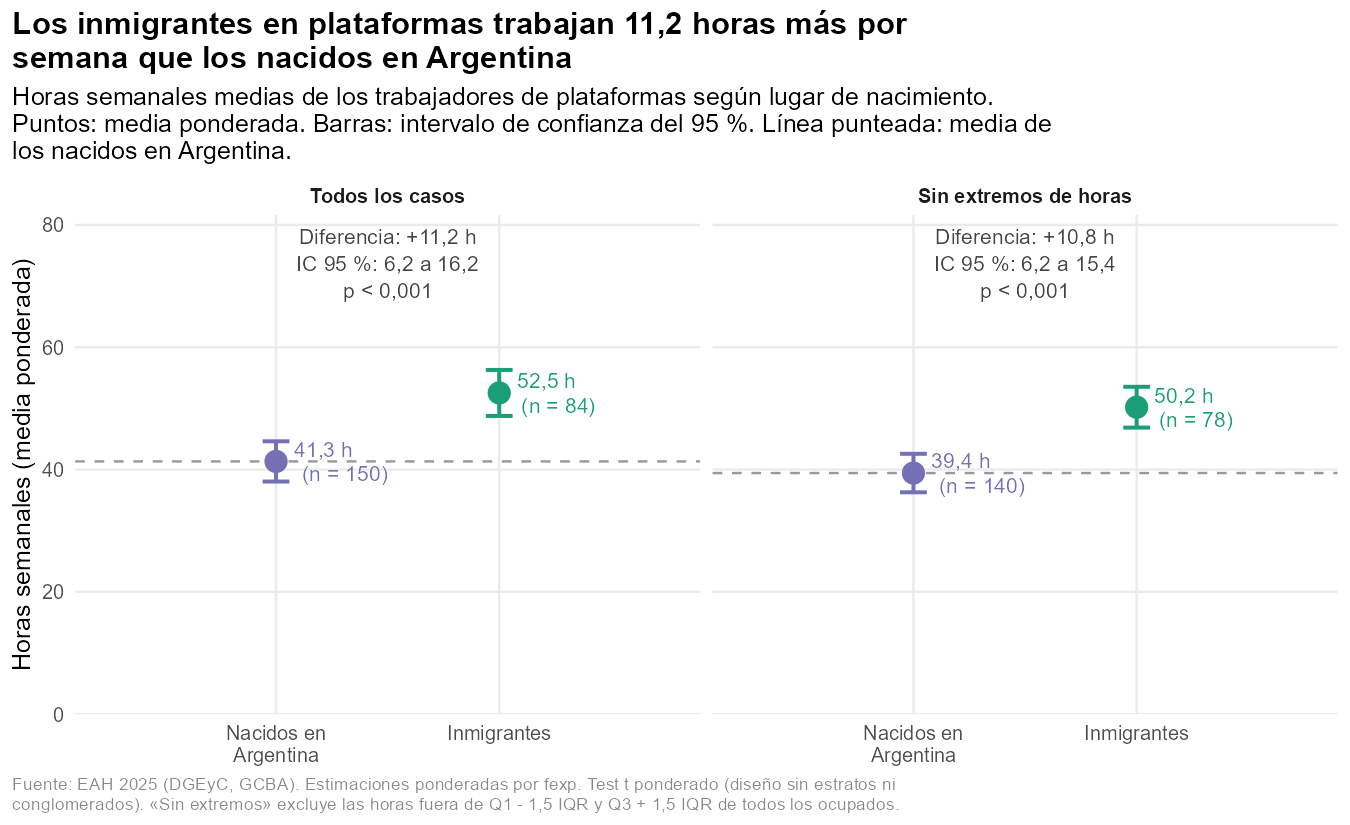 Los inmigrantes en plataformas trabajan 11,2 horas más por
semana que los nacidos en Argentina
Horas semanales medias de los trabajadores de plataformas según lugar de nacimiento.
Puntos: media ponderada. Barras: intervalo de confianza del 95 %. Línea punteada: media de
los nacidos en Argentina.
Todos los casos
Sin extremos de horas
Horas semanales (media ponderada)
80
60
40
20
0
Diferencia: +11,2 h
IC 95 %: 6,2 a 16,2
p < 0,001
52,5 h
(n = 84)
41,3 h
(n = 150)
Diferencia: +10,8 h
IC 95 %: 6,2 a 15,4
p < 0,001
50,2 h
(n = 78)
39,4 h
(n = 140)
Nacidos en
Argentina
Inmigrantes
Nacidos en
Argentina
Inmigrantes
Fuente: EAH 2025 (DGEyC, GCBA). Estimaciones ponderadas por fexp. Test t ponderado (diseño sin estratos ni
conglomerados). «Sin extremos» excluye las horas fuera de Q1 - 1,5 IQR y Q3 + 1,5 IQR de todos los ocupados.